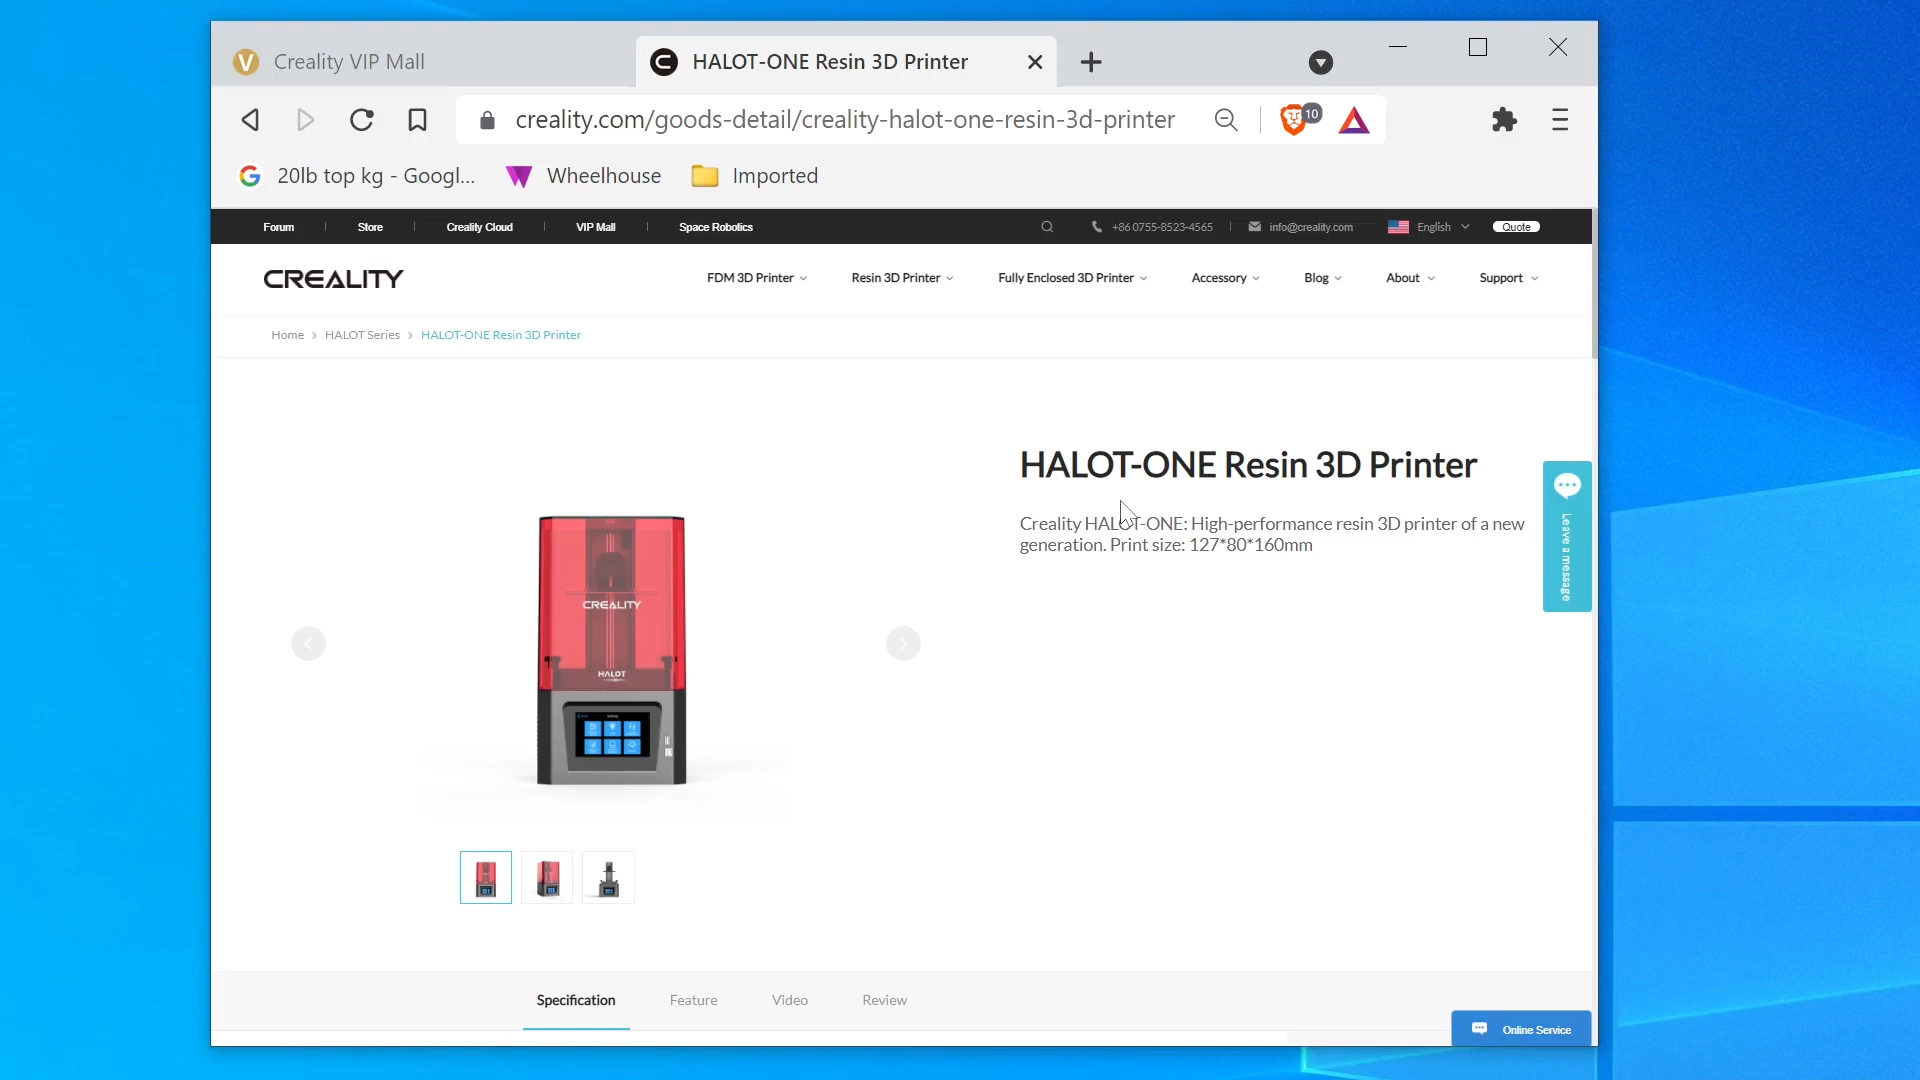 Creality VIP Mall
HALOT-ONE Resin 3D Printer
creality.com/goods-detail/creality-halot-one-resin-3d-printer
10
20lb top kg - Googl...
Wheelhouse
Imported
Forum
Store
Creality Cloud
VIP Mall
Space Robotics
+86 0755-8523-4565
info@creality.com
English
Quote
CREALITY
FDM 3D Printer
Resin 3D Printer
Fully Enclosed 3D Printer
Accessory
Blog
About
Support
Home > HALOT Series > HALOT-ONE Resin 3D Printer
HALOT-ONE Resin 3D Printer
Creality HALOT-ONE: High-performance resin 3D printer of a new
generation. Print size: 127*80*160mm
Leave a message
CREALITY
HALOT
Specification
Feature
Video
Review
Online Service